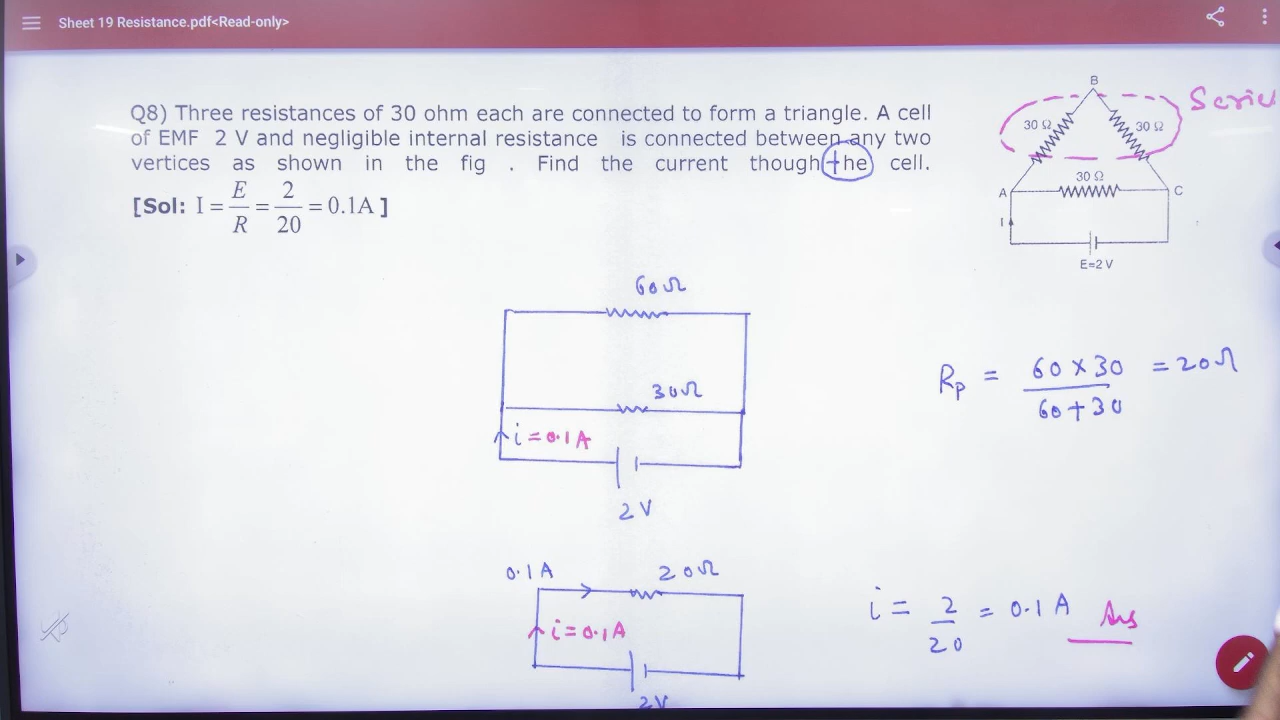 Sheet 19 Resistance.pdf<Read-only>
Q8) Three resistances of 30 ohm each are connected to form a triangle. A cell
of EMF 2 V and negligible internal resistance is connected between any two
vertices as shown in the fig . Find the current though the cell.
[Sol: I = E/R = 2/20 = 0.1A ]
B
Serie
30 Ω
30 Ω
30 Ω
A
C
I
E=2 V
60Ω
30Ω
i = 0.1A
2V
Rp = 60 × 30 / 60 + 30 = 20Ω
0.1A
20Ω
i = 0.1A
2V
i = 2/20 = 0.1 A Ans